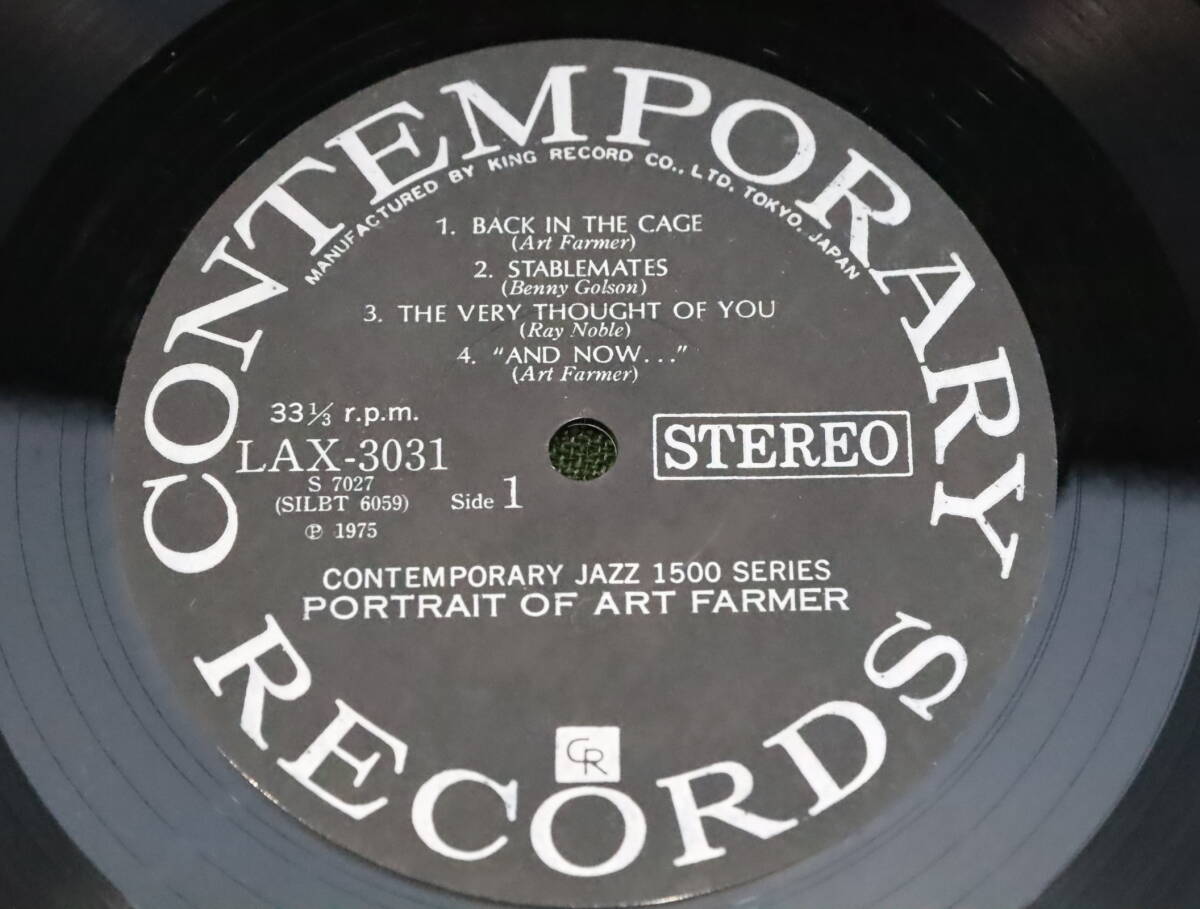 CONTEMPORARY
MANUFACTURED BY KING RECORD CO., LTD. TOKYO, JAPAN
1. BACK IN THE CAGE
(Art Farmer)
2. STABLEMATES
(Benny Golson)
3. THE VERY THOUGHT OF YOU
(Ray Noble)
4. “AND NOW...”
(Art Farmer)
33 1/3 r.p.m.
LAX-3031
S 7027
(SILBT 6059)
℗ 1975
Side 1
STEREO
CONTEMPORARY JAZZ 1500 SERIES
PORTRAIT OF ART FARMER
CR
RECORDS